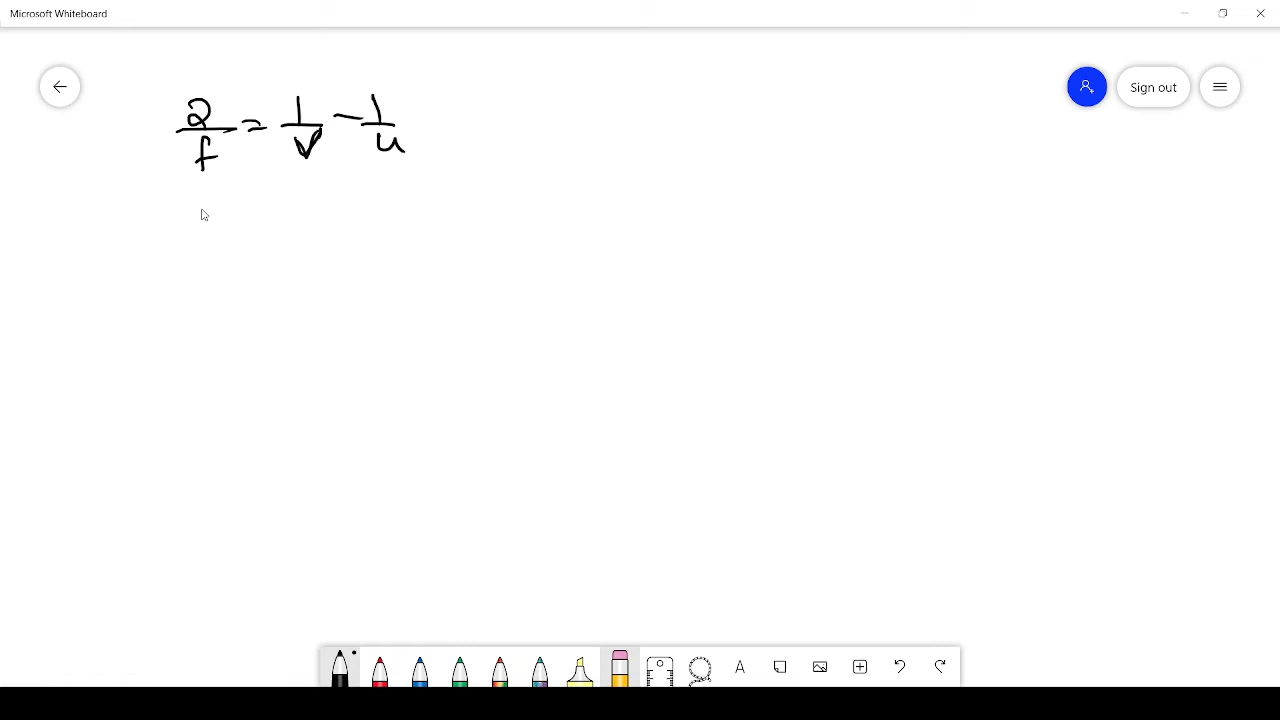 Microsoft Whiteboard
Sign out
2/f = 1/v - 1/u
A